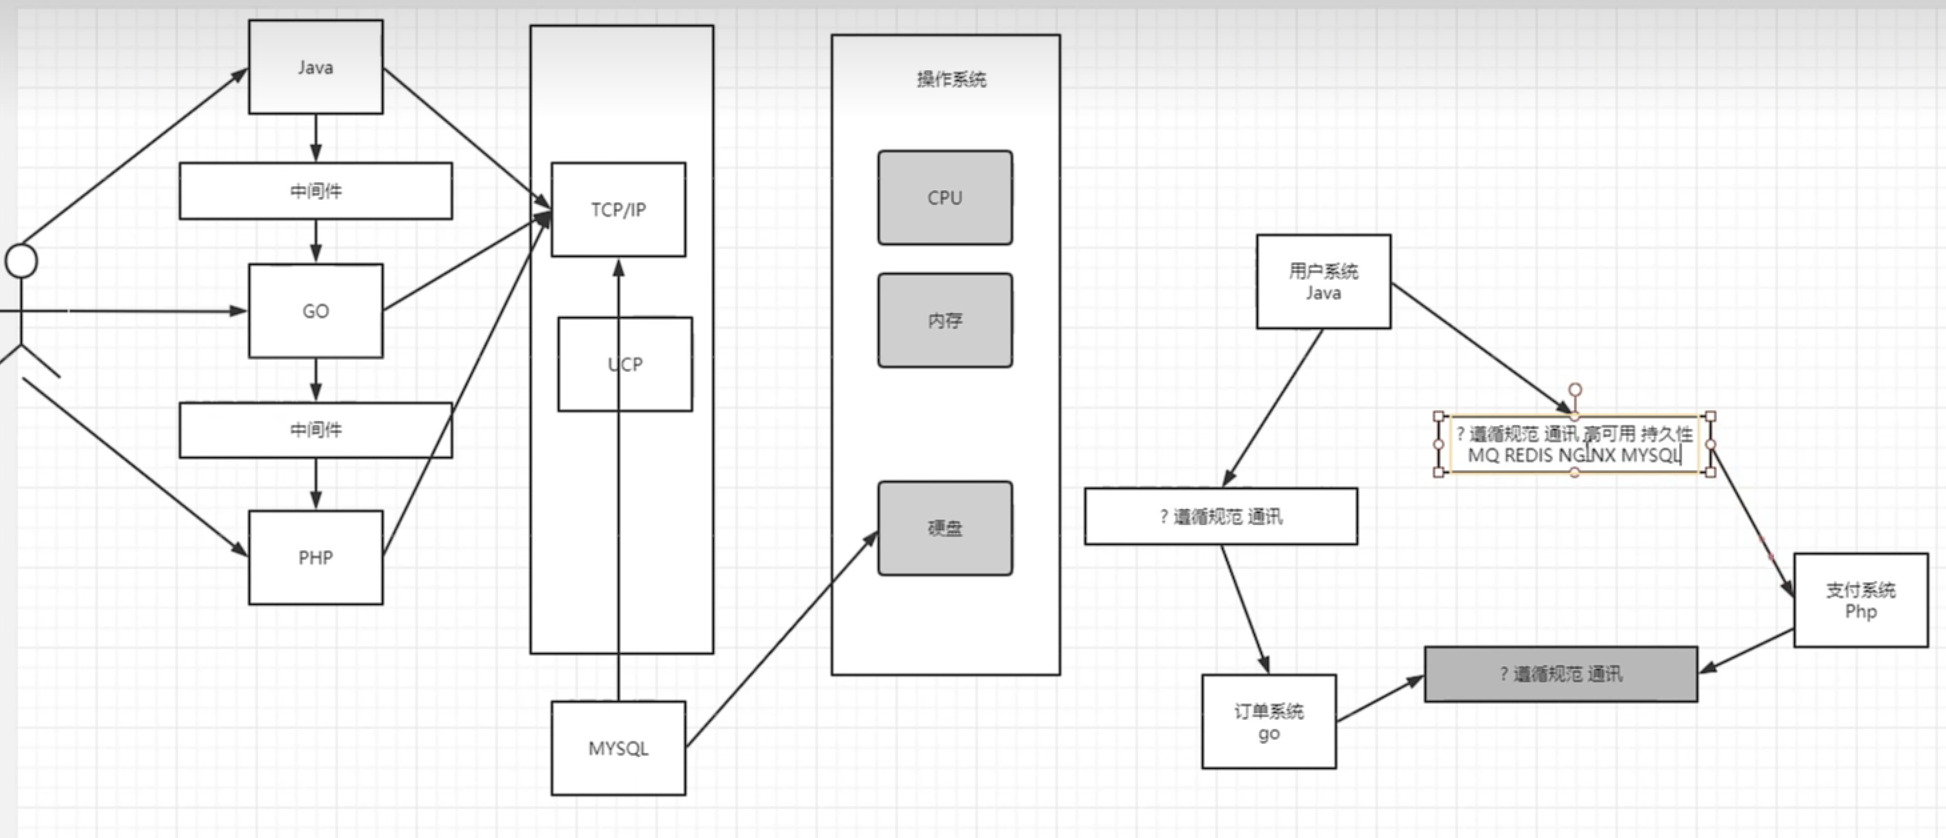 Java
中间件
GO
中间件
PHP
TCP/IP
UCP
MYSQL
操作系统
CPU
内存
硬盘
用户系统
Java
? 遵循规范 通讯 高可用 持久性
MQ REDIS NGINX MYSQL
? 遵循规范 通讯
支付系统
Php
? 遵循规范 通讯
订单系统
go